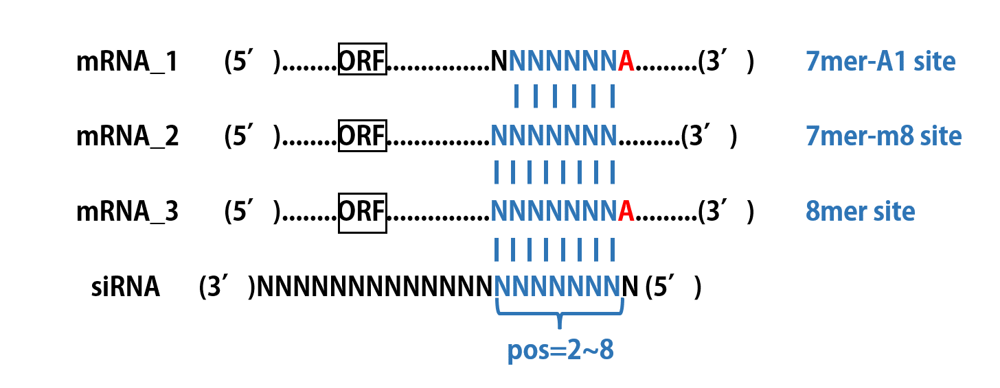 mRNA_1 (5′ )........ORF...............NNNNNNNA.........(3′ ) 7mer-A1 site
mRNA_2 (5′ )........ORF...............NNNNNNN.........(3′ ) 7mer-m8 site
mRNA_3 (5′ )........ORF...............NNNNNNNA.........(3′ ) 8mer site
siRNA (3′ )NNNNNNNNNNNNNNNNNNNNN (5′ )
pos=2~8